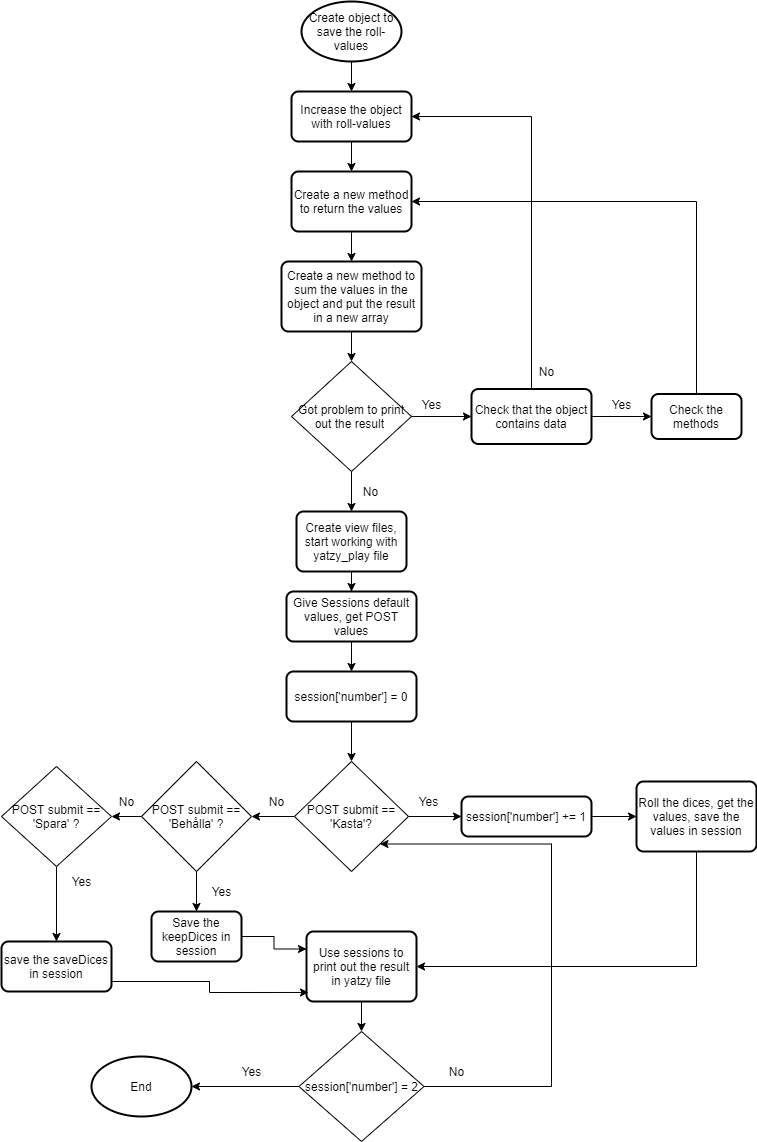 Create object to
save the roll-
values
Increase the object
with roll-values
Create a new method
to return the values
Create a new method to
sum the values in the
object and put the result
in a new array
No
Got problem to print
out the result
Yes
Check that the object
contains data
Yes
Check the
methods
No
Create view files,
start working with
yatzy_play file
Give Sessions default
values, get POST
values
session['number'] = 0
POST submit ==
'Spara' ?
No
POST submit ==
'Behålla' ?
No
POST submit ==
'Kasta'?
Yes
session['number'] += 1
Roll the dices, get the
values, save the
values in session
Yes
Yes
Save the
keepDices in
session
save the saveDices
in session
Use sessions to
print out the result
in yatzy file
End
Yes
session['number'] = 2
No